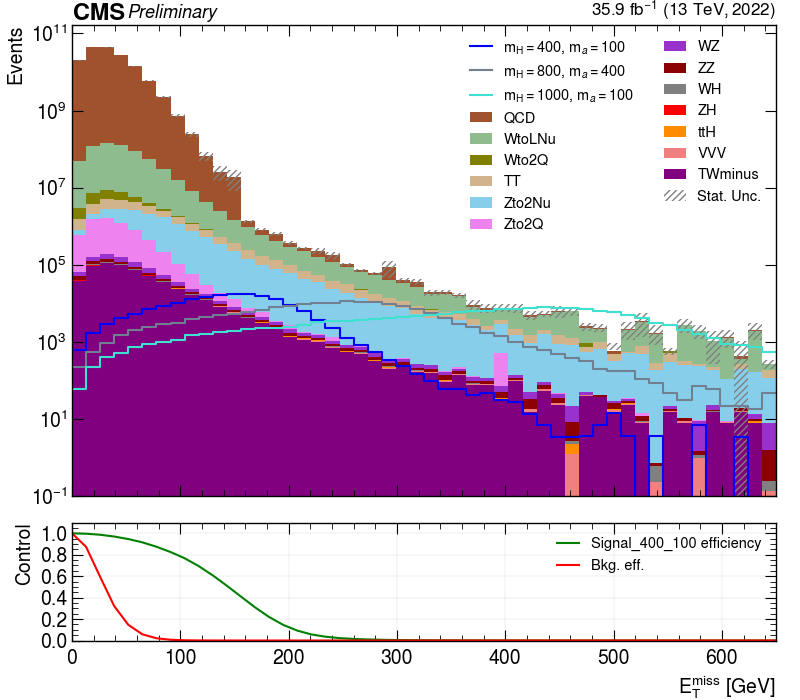 CMS Preliminary 35.9 fb⁻¹ (13 TeV, 2022)
Events
10¹¹
10⁹
10⁷
10⁵
10³
10¹
10⁻¹
m_H = 400, m_a = 100
m_H = 800, m_a = 400
m_H = 1000, m_a = 100
QCD
WtoLNu
Wto2Q
TT
Zto2Nu
Zto2Q
WZ
ZZ
WH
ZH
ttH
VVV
TWminus
Stat. Unc.
Control
1.0
0.8
0.6
0.4
0.2
0.0
Signal_400_100 efficiency
Bkg. eff.
0 100 200 300 400 500 600
E_T^miss [GeV]